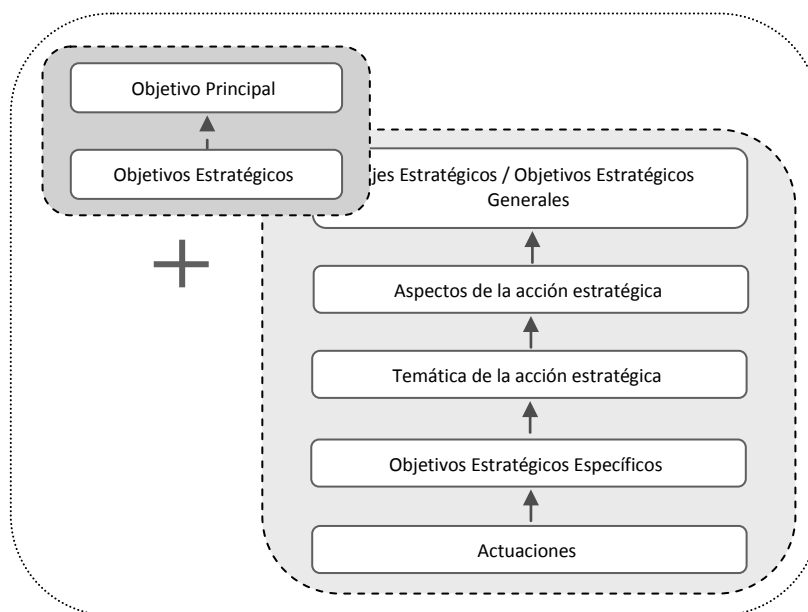 Objetivo Principal
Objetivos Estratégicos
jes Estratégicos / Objetivos Estratégicos
Generales
Aspectos de la acción estratégica
Temática de la acción estratégica
Objetivos Estratégicos Específicos
Actuaciones